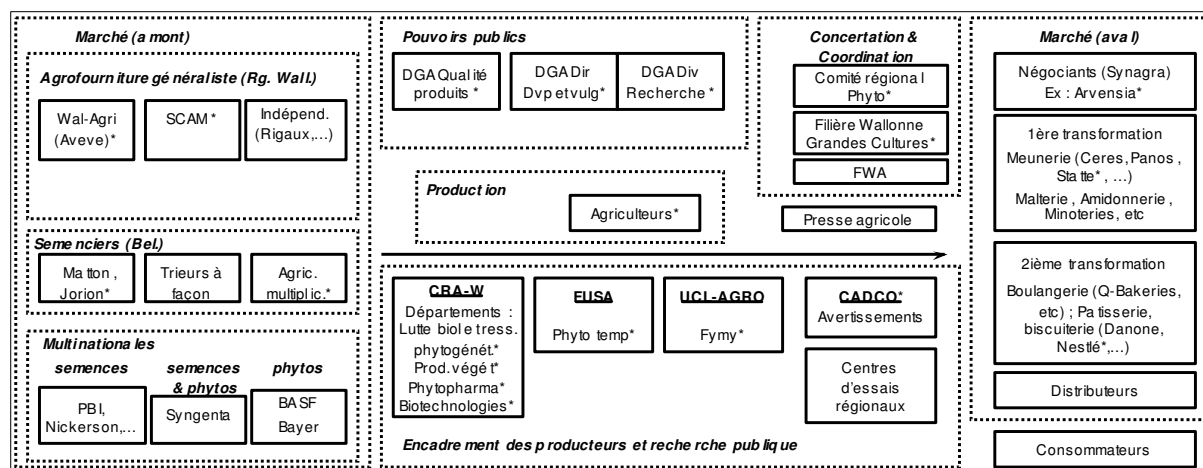 Marché (amont)
Agrofourniture généraliste (Rg. Wall.)
Wal-Agri
(Aveve)*
SCAM*
Indépend.
(Rigaux,...)
Semenciers (Bel.)
Matton,
Jorion*
Trieurs à
façon
Agric.
multiplic.*
Multinationales
semences
semences
& phytos
phytos
PBI,
Nickerson,...
Syngenta
BASF
Bayer
Pouvoirs publics
DGA Qualité
produits *
DGA Dir
Dvp et vulg *
DGA Div
Recherche *
Production
Agriculteurs*
Concertation &
Coordination
Comité régional
Phyto*
Filière Wallonne
Grandes Cultures*
FWA
Presse agricole
CRA-W
Départements :
Lutte biol et ress.
phytogénét.*
Prod. végét*
Phytopharma*
Biotechnologies*
FUSA
Phyto temp*
UCL-AGRO
Fymy*
CADCO*
Avertissements
Centres
d'essais
régionaux
Encadrement des producteurs et recherche publique
Marché (aval)
Négociants (Synagra)
Ex : Arvensia*
1ère transformation
Meunerie (Ceres, Panos,
Statte*, ...)
Malterie, Amidonnerie,
Minoteries, etc
2ième transformation
Boulangerie (Q-Bakeries,
etc) ; Patisserie,
biscuiterie (Danone,
Nestlé*,...)
Distributeurs
Consommateurs